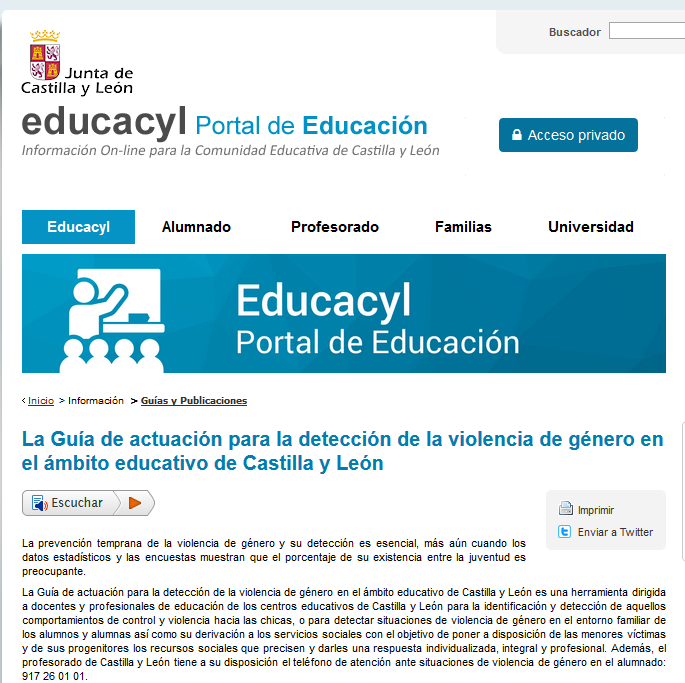 Buscador
Junta de
Castilla y León
educacyl Portal de Educación
Información On-line para la Comunidad Educativa de Castilla y León
Acceso privado
Educacyl Alumnado Profesorado Familias Universidad
Educacyl
Portal de Educación
‹ Inicio > Información > Guías y Publicaciones
La Guía de actuación para la detección de la violencia de género en
el ámbito educativo de Castilla y León
Escuchar
Imprimir
Enviar a Twitter
La prevención temprana de la violencia de género y su detección es esencial, más aún cuando los
datos estadísticos y las encuestas muestran que el porcentaje de su existencia entre la juventud es
preocupante.
La Guía de actuación para la detección de la violencia de género en el ámbito educativo de Castilla y León es una herramienta dirigida
a docentes y profesionales de educación de los centros educativos de Castilla y León para la identificación y detección de aquellos
comportamientos de control y violencia hacia las chicas, o para detectar situaciones de violencia de género en el entorno familiar de
los alumnos y alumnas así como su derivación a los servicios sociales con el objetivo de poner a disposición de las menores víctimas
y de sus progenitores los recursos sociales que precisen y darles una respuesta individualizada, integral y profesional. Además, el
profesorado de Castilla y León tiene a su disposición el teléfono de atención ante situaciones de violencia de género en el alumnado:
917 26 01 01.